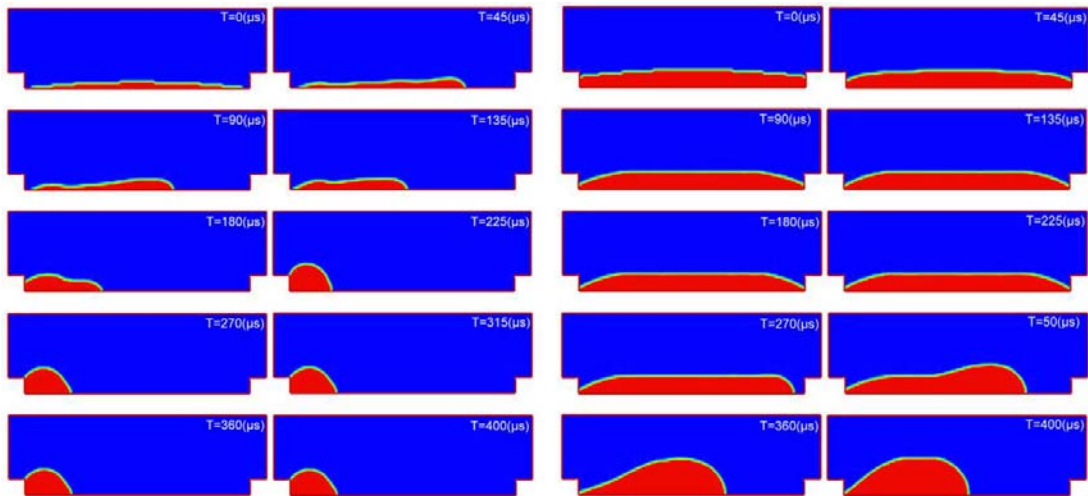 T=0(μs) T=45(μs) T=0(μs) T=45(μs)
T=90(μs) T=135(μs) T=90(μs) T=135(μs)
T=180(μs) T=225(μs) T=180(μs) T=225(μs)
T=270(μs) T=315(μs) T=270(μs) T=50(μs)
T=360(μs) T=400(μs) T=360(μs) T=400(μs)